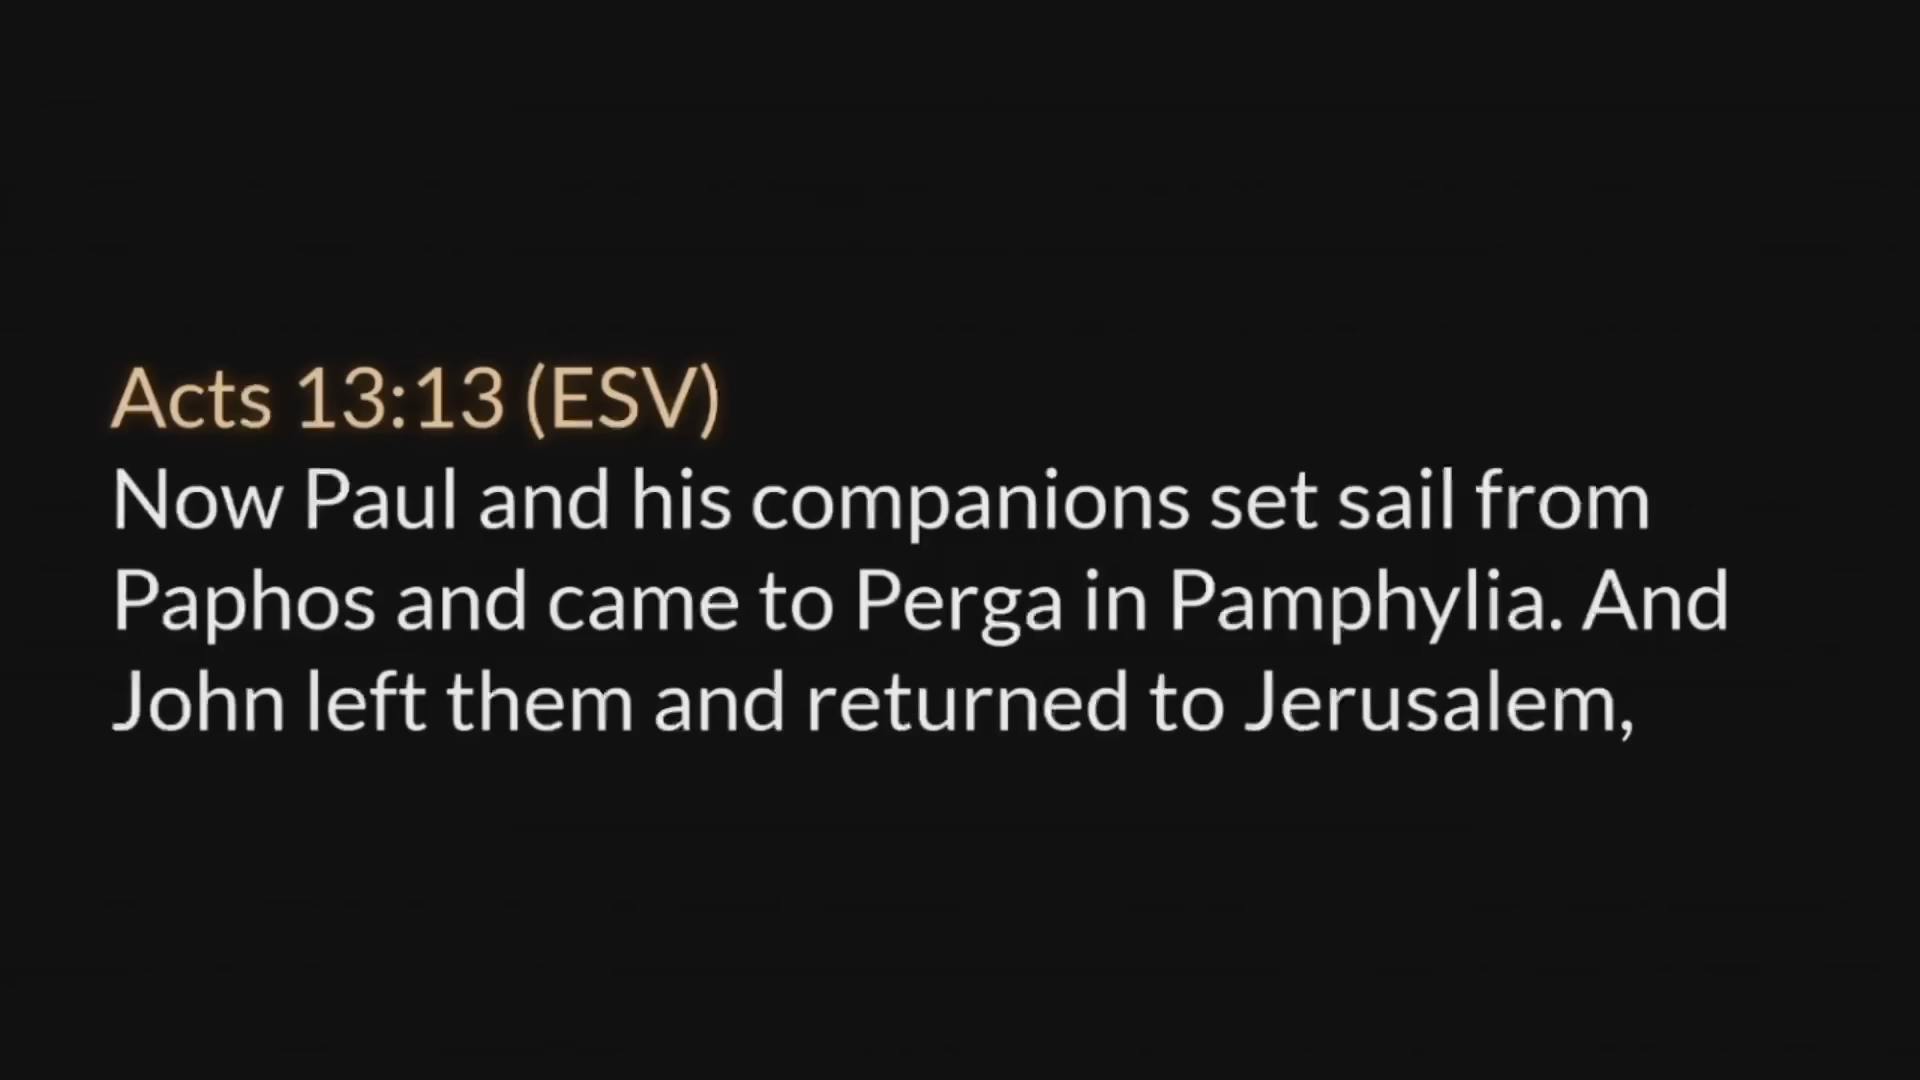 Acts 13:13 (ESV)
Now Paul and his companions set sail from
Paphos and came to Perga in Pamphylia. And
John left them and returned to Jerusalem,